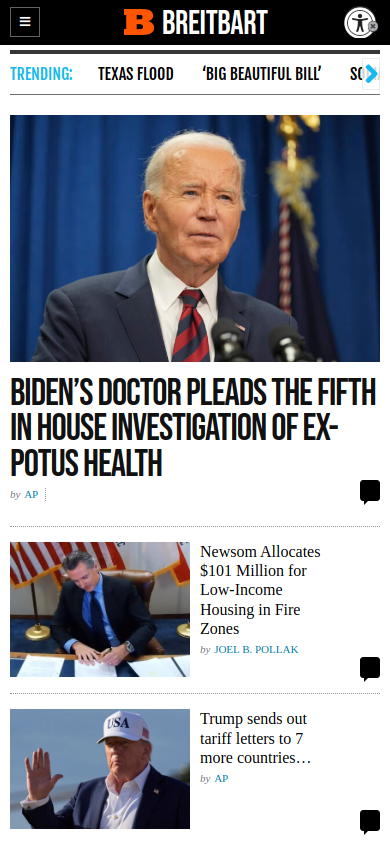 B BREITBART
TRENDING: TEXAS FLOOD 'BIG BEAUTIFUL BILL'
BIDEN'S DOCTOR PLEADS THE FIFTH
IN HOUSE INVESTIGATION OF EX-
POTUS HEALTH
by AP
Newsom Allocates
$101 Million for
Low-Income
Housing in Fire
Zones
by JOEL B. POLLAK
USA
Trump sends out
tariff letters to 7
more countries…
by AP